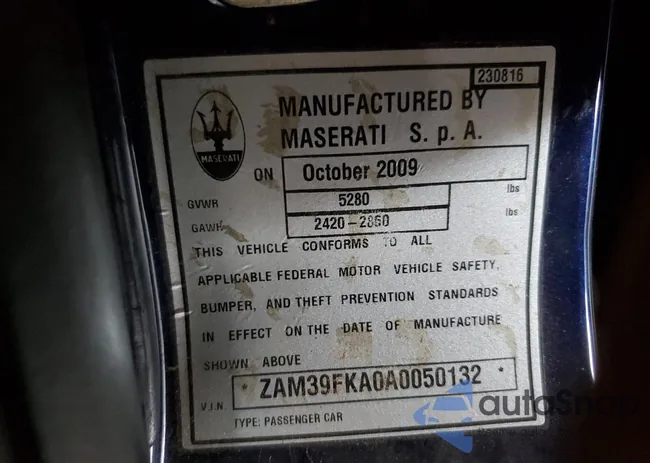 230816
MANUFACTURED BY
MASERATI S. p. A.
MASERATI
ON October 2009
GVWR 5280 lbs
GAWR 2420-2860 lbs
THIS VEHICLE CONFORMS TO ALL
APPLICABLE FEDERAL MOTOR VEHICLE SAFETY,
BUMPER, AND THEFT PREVENTION STANDARDS
IN EFFECT ON THE DATE OF MANUFACTURE
SHOWN ABOVE
V.I.N. * ZAM39FKA0A0050132 *
TYPE: PASSENGER CAR
autoSnap